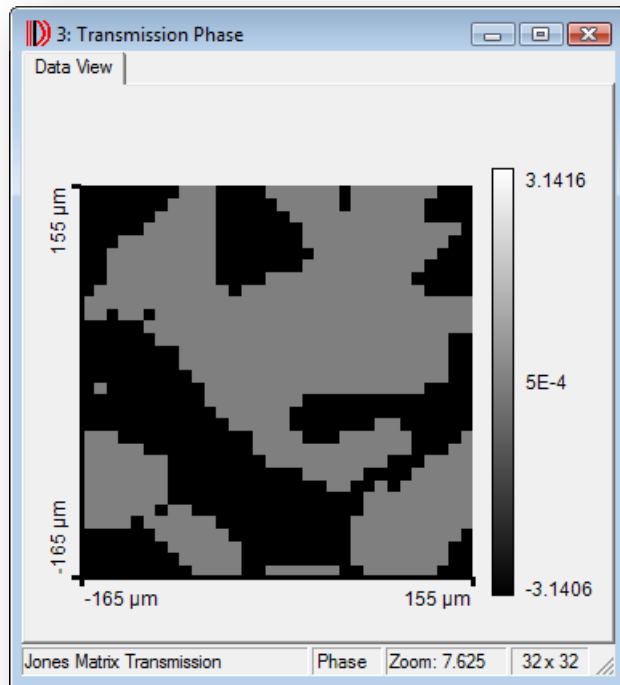 3: Transmission Phase
Data View
3.1416
155 µm
5E-4
-165 µm
-3.1406
-165 µm 155 µm
Jones Matrix Transmission Phase Zoom: 7.625 32 x 32